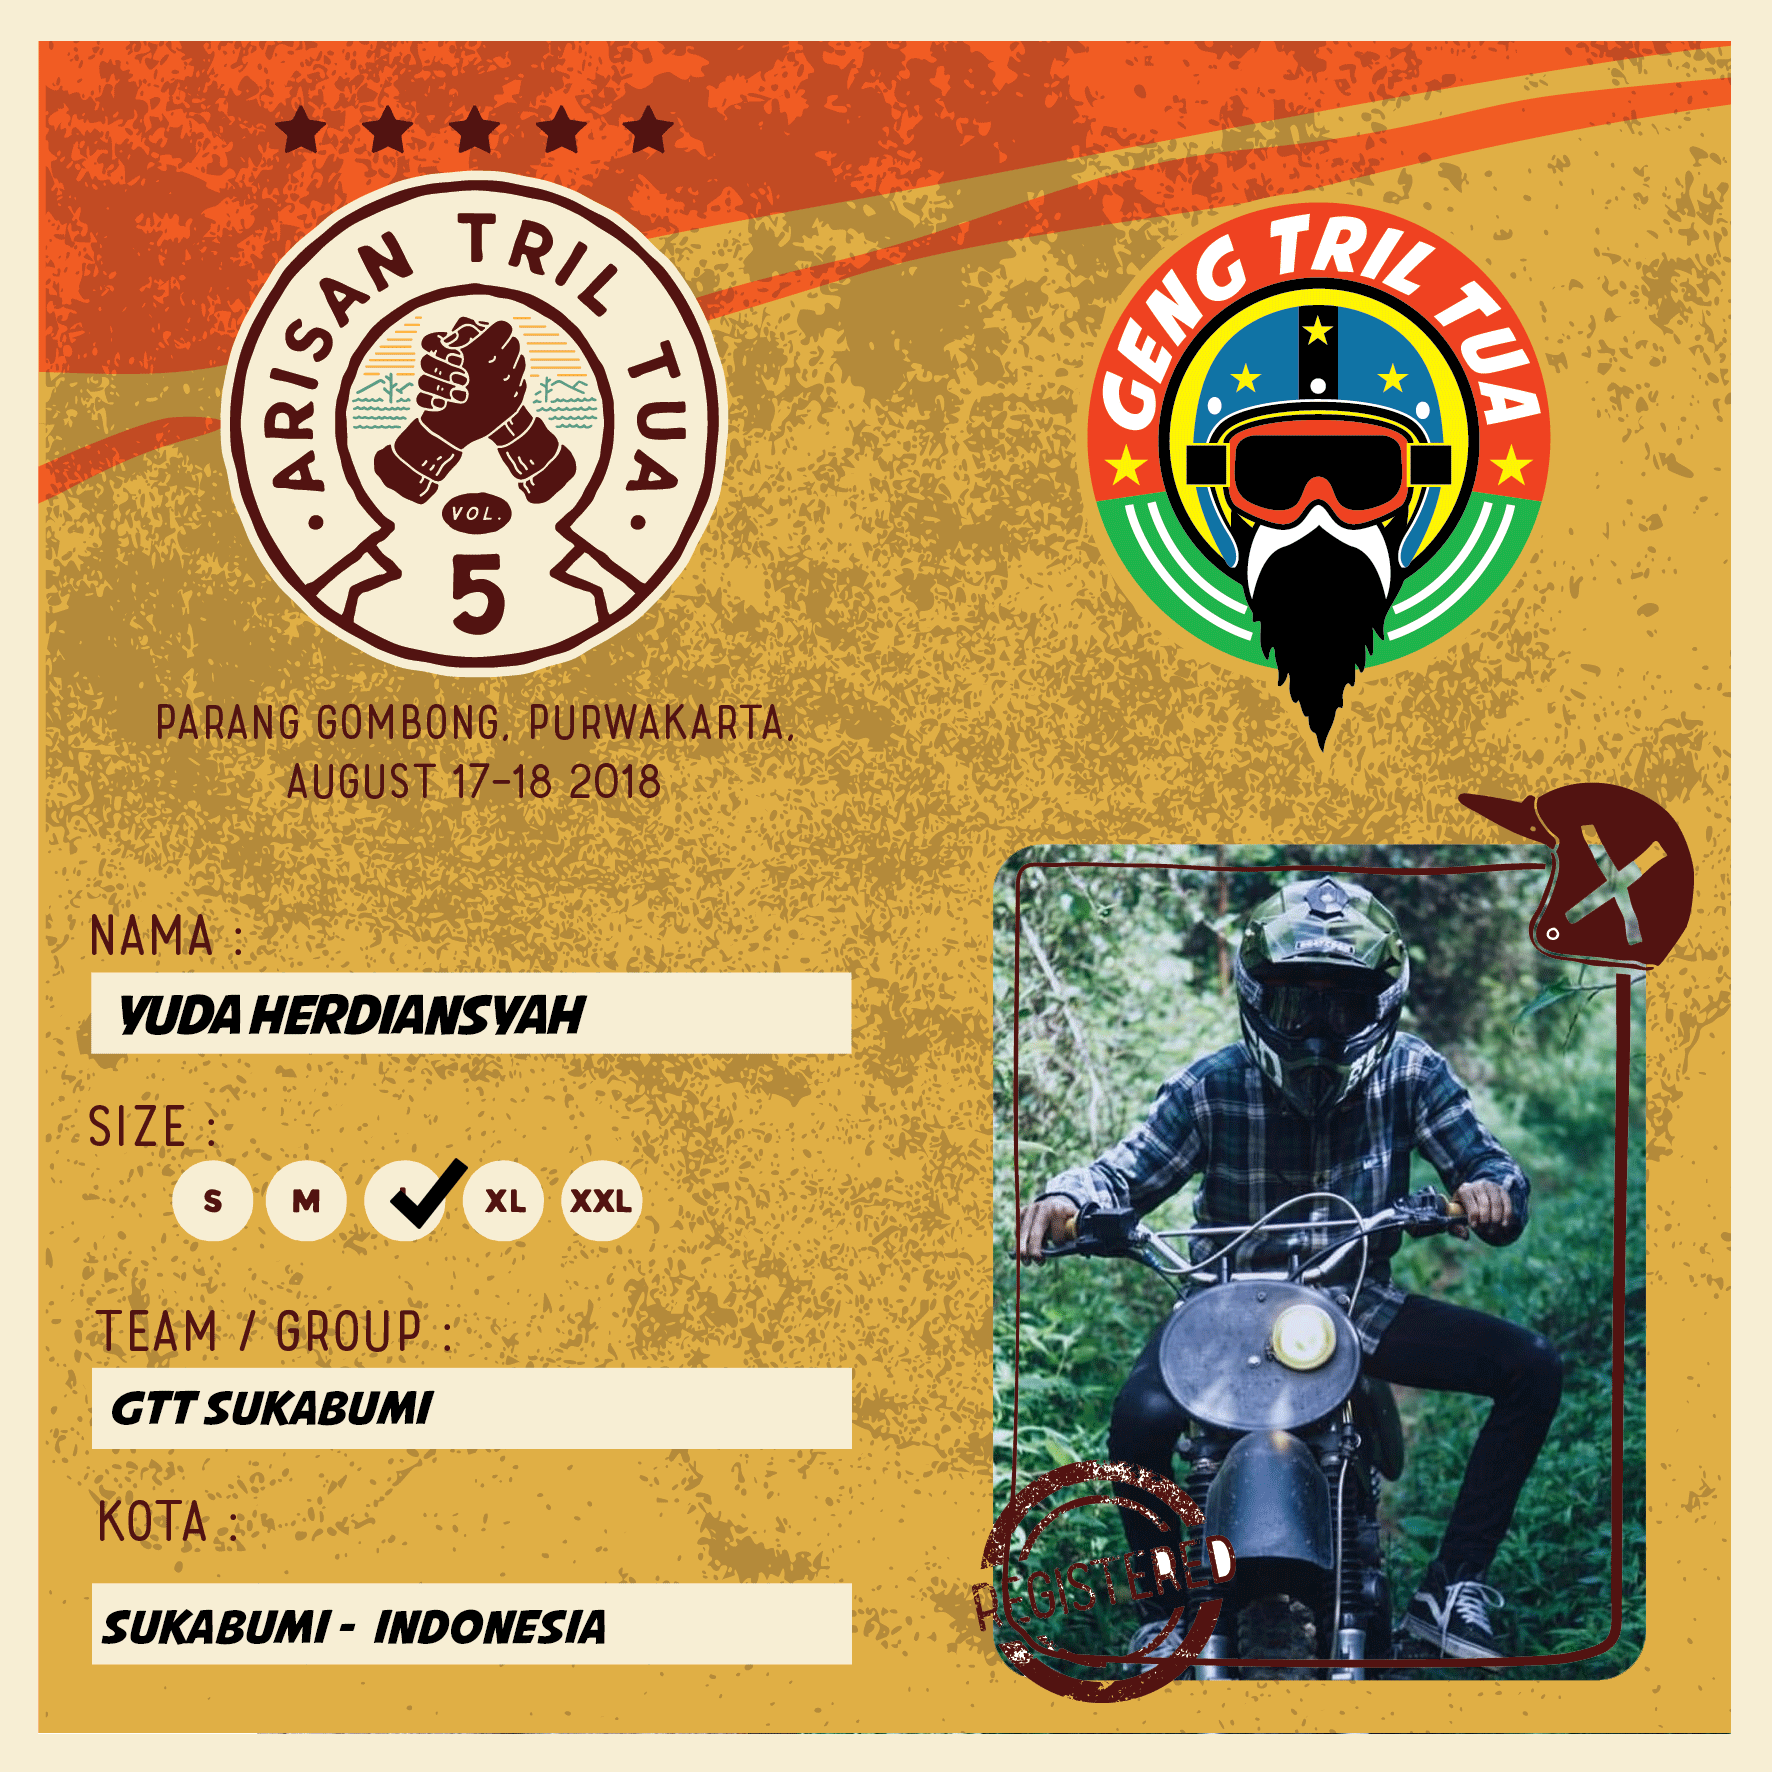 ARISAN TRIL TUA
VOL.
5
GENG TRIL TUA
PARANG GOMBONG, PURWAKARTA,
AUGUST 17-18 2018
NAMA :
YUDA HERDIANSYAH
SIZE :
S M XL XXL
TEAM / GROUP :
GTT SUKABUMI
KOTA :
SUKABUMI - INDONESIA
REGISTERED